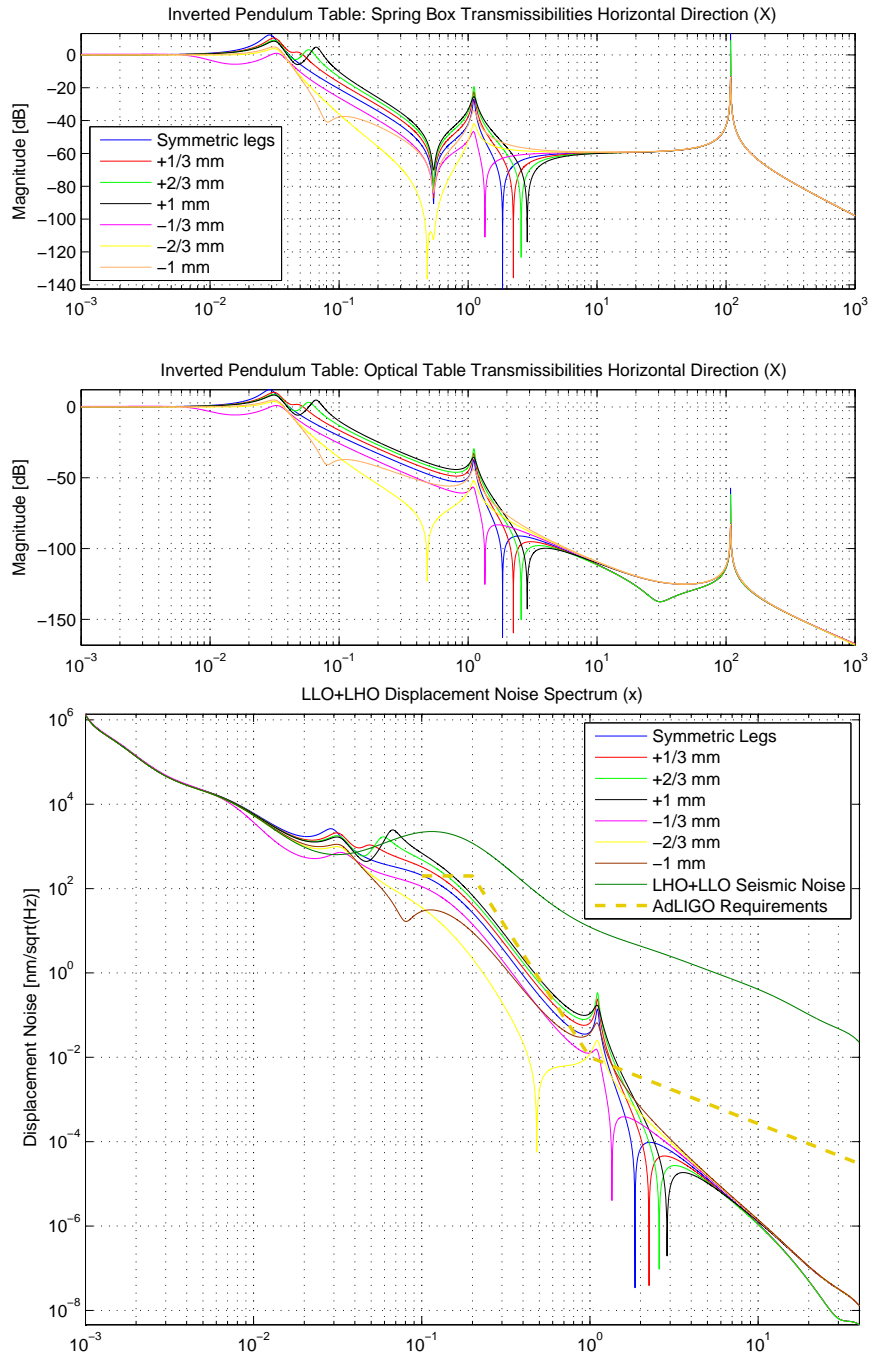 Inverted Pendulum Table: Spring Box Transmissibilities Horizontal Direction (X)
Magnitude [dB]
0
−20
−40
−60
−80
−100
−120
−140
Symmetric legs
+1/3 mm
+2/3 mm
+1 mm
−1/3 mm
−2/3 mm
−1 mm
10^−3 10^−2 10^−1 10^0 10^1 10^2 10^3
Inverted Pendulum Table: Optical Table Transmissibilities Horizontal Direction (X)
Magnitude [dB]
0
−50
−100
−150
10^−3 10^−2 10^−1 10^0 10^1 10^2 10^3
LLO+LHO Displacement Noise Spectrum (x)
Displacement Noise [nm/sqrt(Hz)]
10^6
10^4
10^2
10^0
10^−2
10^−4
10^−6
10^−8
Symmetric Legs
+1/3 mm
+2/3 mm
+1 mm
−1/3 mm
−2/3 mm
−1 mm
LHO+LLO Seismic Noise
AdLIGO Requirements
10^−3 10^−2 10^−1 10^0 10^1